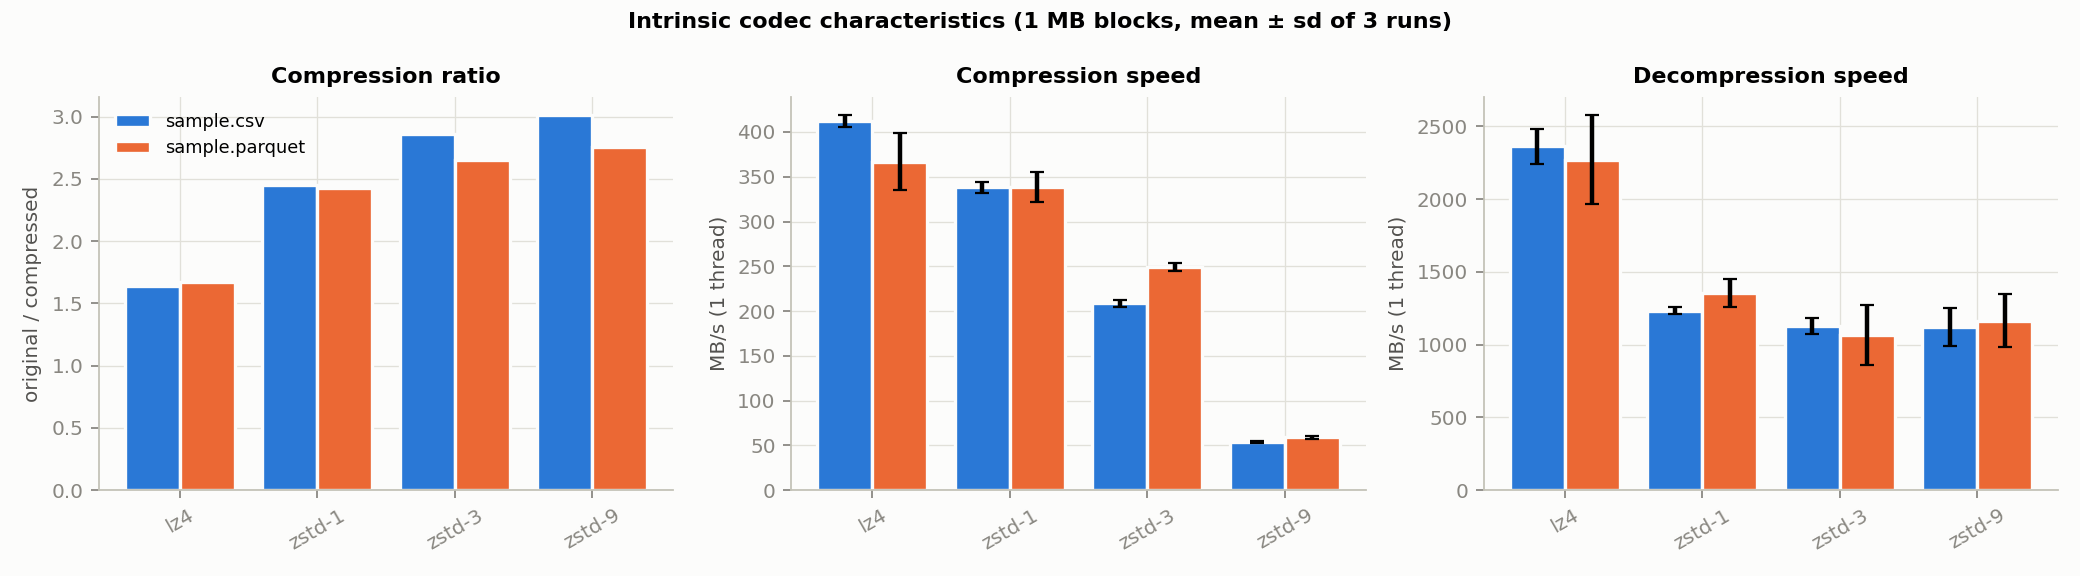 Intrinsic codec characteristics (1 MB blocks, mean ± sd of 3 runs)
Compression ratio
original / compressed
3.0
2.5
2.0
1.5
1.0
0.5
0.0
sample.csv
sample.parquet
lz4
zstd-1
zstd-3
zstd-9
Compression speed
MB/s (1 thread)
400
350
300
250
200
150
100
50
0
lz4
zstd-1
zstd-3
zstd-9
Decompression speed
MB/s (1 thread)
2500
2000
1500
1000
500
0
lz4
zstd-1
zstd-3
zstd-9